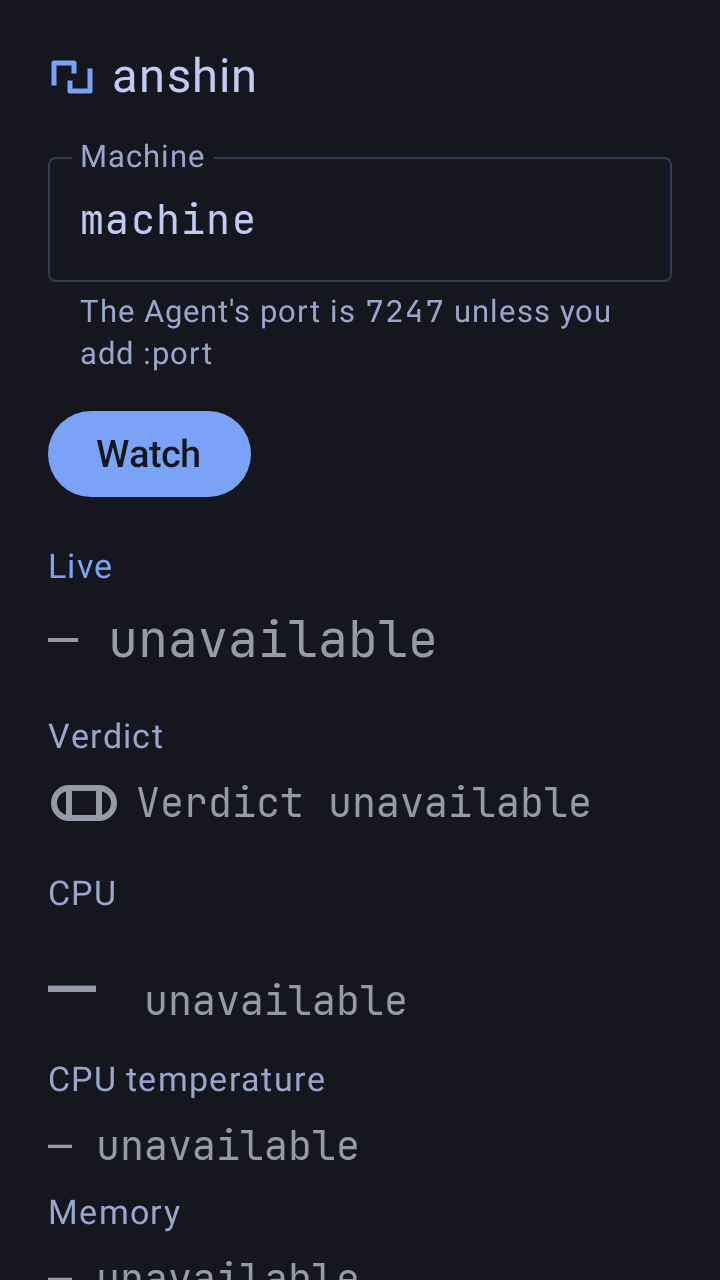 anshin
Machine
machine
The Agent's port is 7247 unless you
add :port
Watch
Live
— unavailable
Verdict
Verdict unavailable
CPU
— unavailable
CPU temperature
— unavailable
Memory
— unavailable